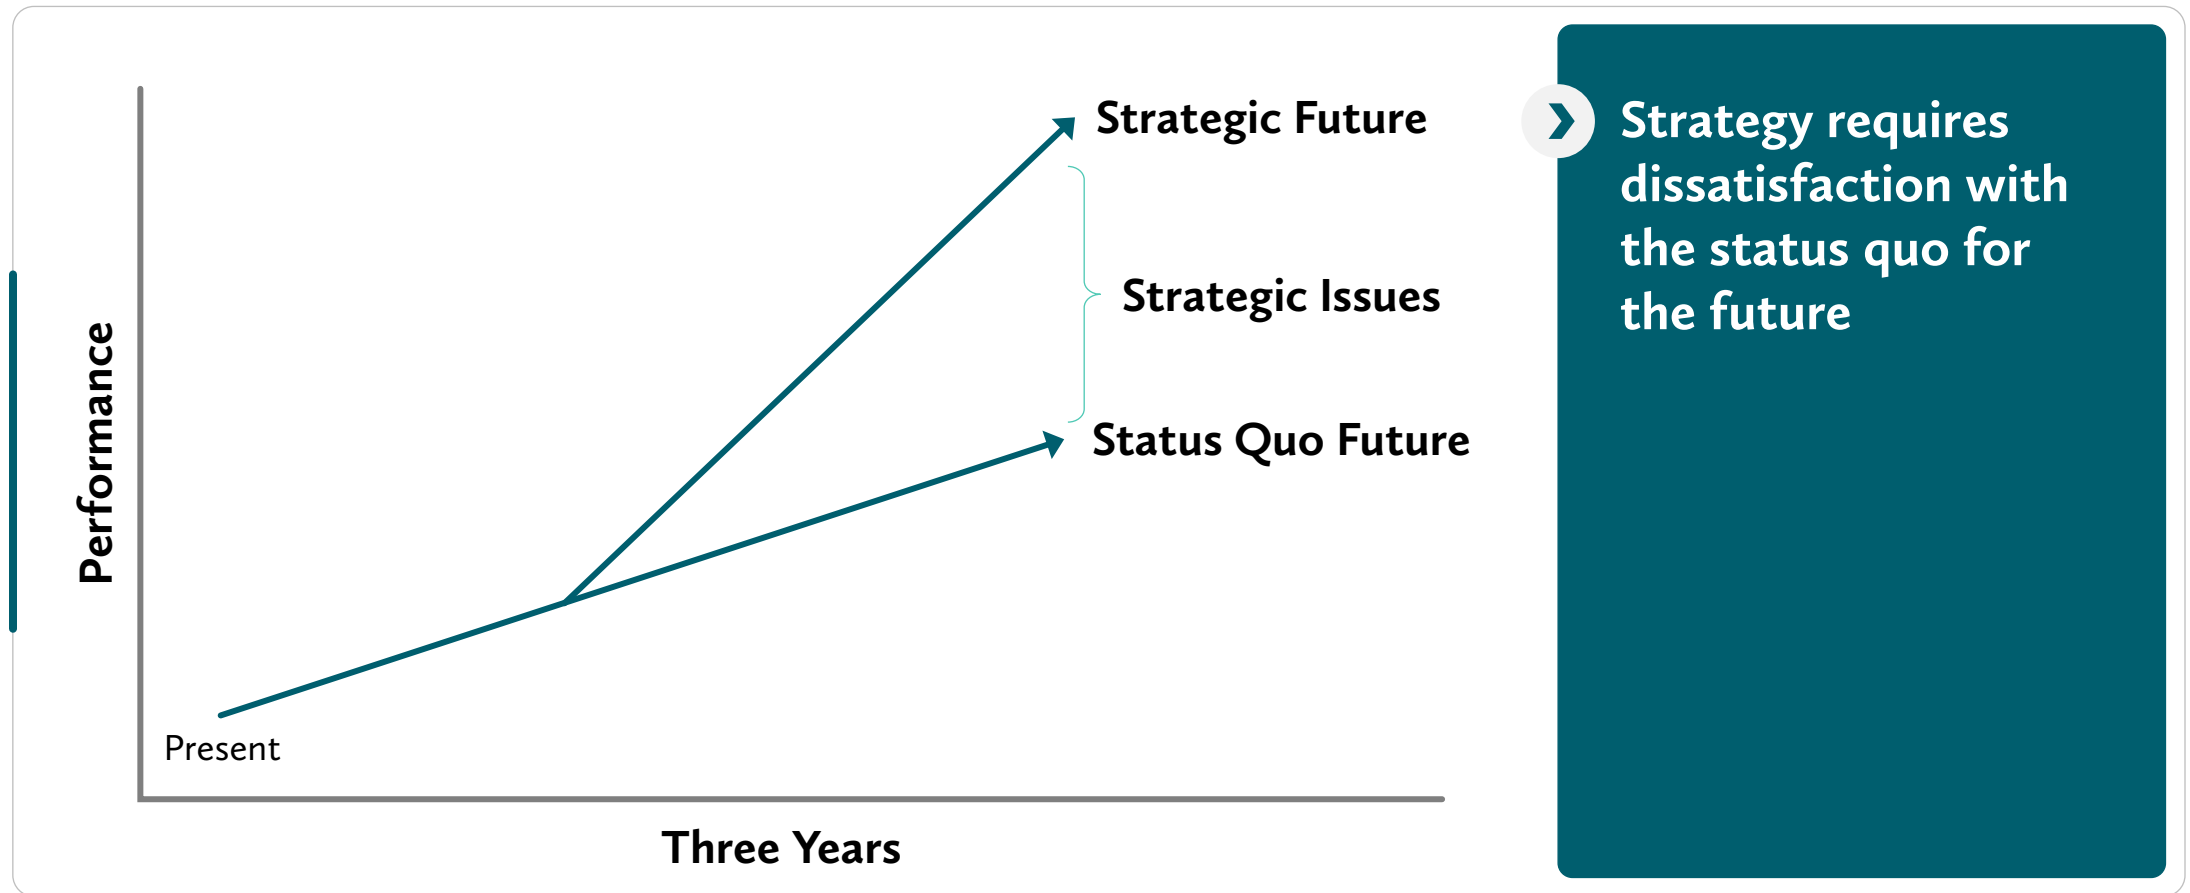 Strategic Future
Strategic Issues
Status Quo Future
Performance
Present
Three Years
Strategy requires
dissatisfaction with
the status quo for
the future